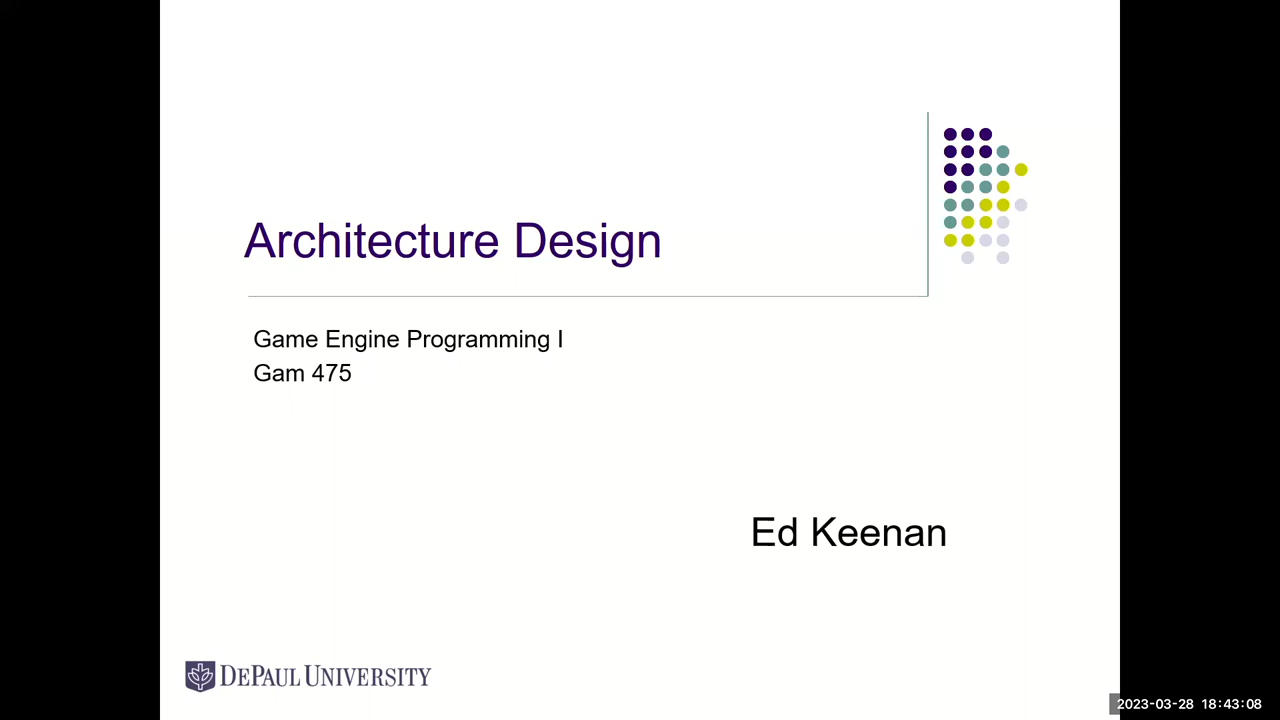 Architecture Design
Game Engine Programming I
Gam 475
Ed Keenan
DEPAUL UNIVERSITY
2023-03-28 18:43:08